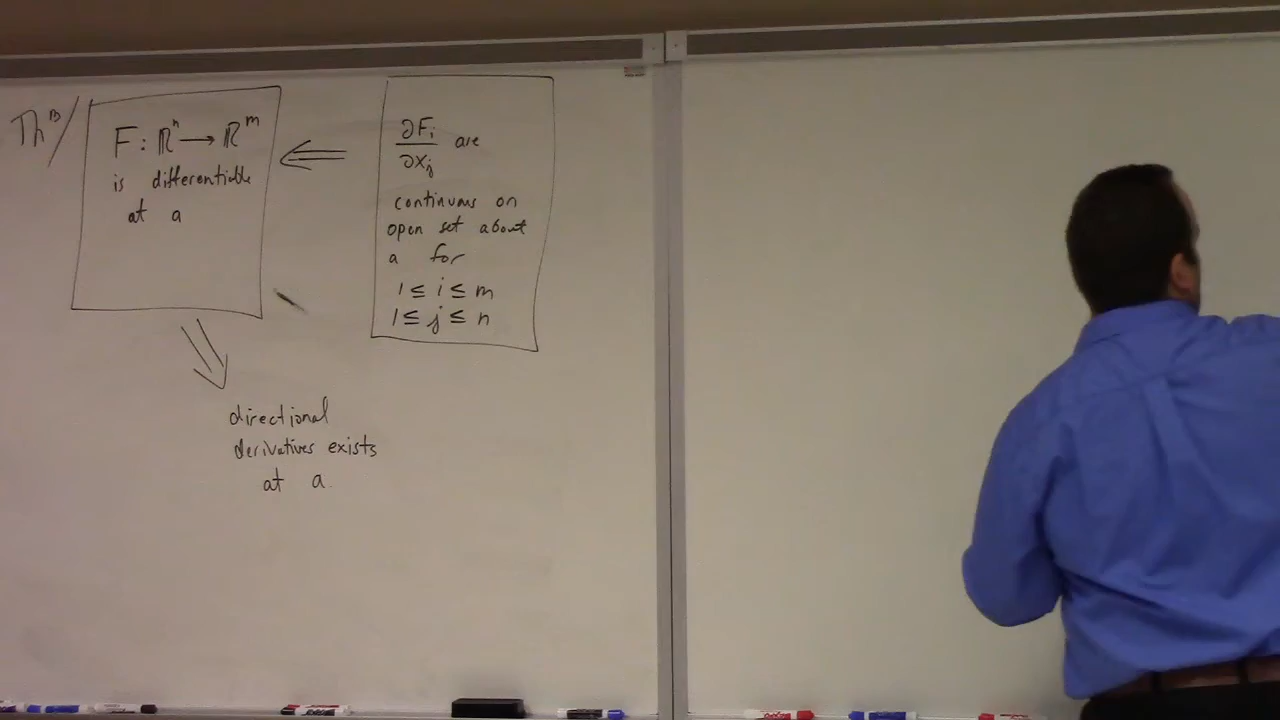 Thᵐ/
F : ℝⁿ → ℝᵐ
is differentiable
at a
⇐
∂Fᵢ/∂xⱼ are
continuous on
open set about
a for
1 ≤ i ≤ m
1 ≤ j ≤ n
⇒
directional
derivatives exists
at a